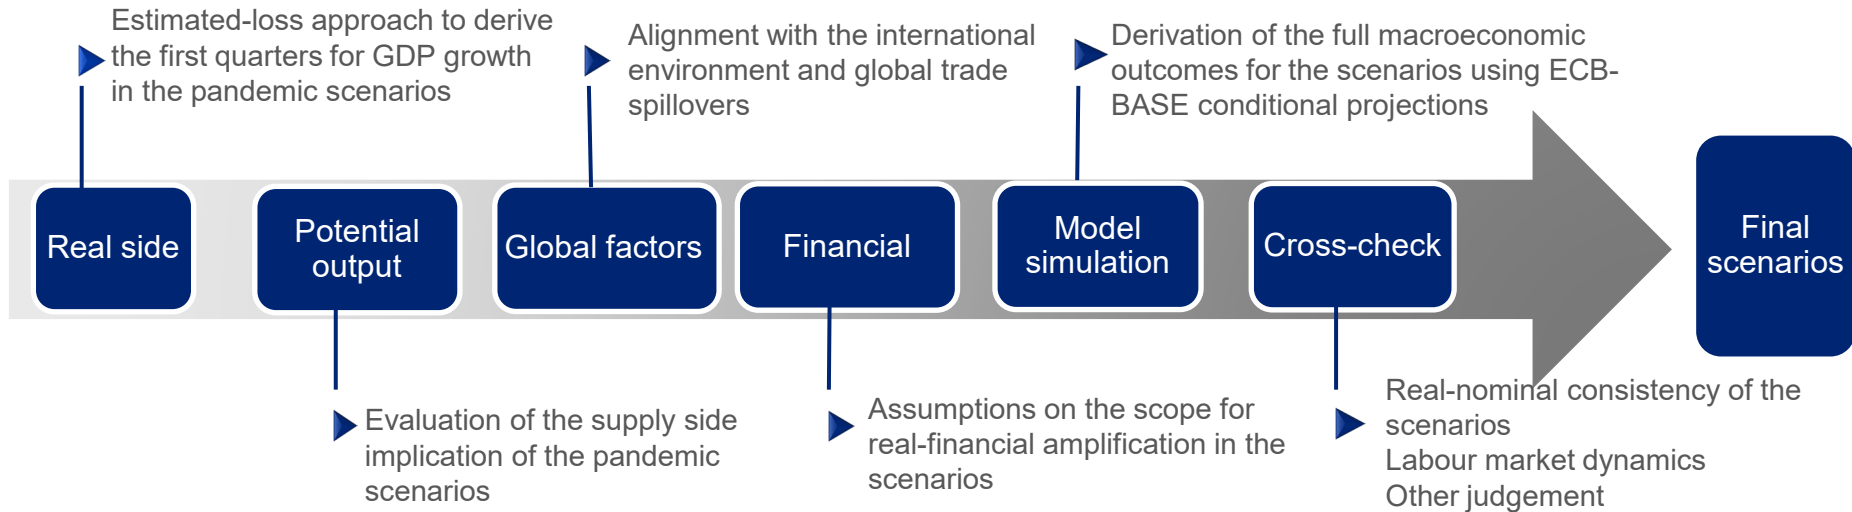 Estimated-loss approach to derive
the first quarters for GDP growth
in the pandemic scenarios
Alignment with the international
environment and global trade
spillovers
Derivation of the full macroeconomic
outcomes for the scenarios using ECB-
BASE conditional projections
Real side
Potential
output
Global factors
Financial
Model
simulation
Cross-check
Final
scenarios
Evaluation of the supply side
implication of the pandemic
scenarios
Assumptions on the scope for
real-financial amplification in the
scenarios
Real-nominal consistency of the
scenarios
Labour market dynamics
Other judgement